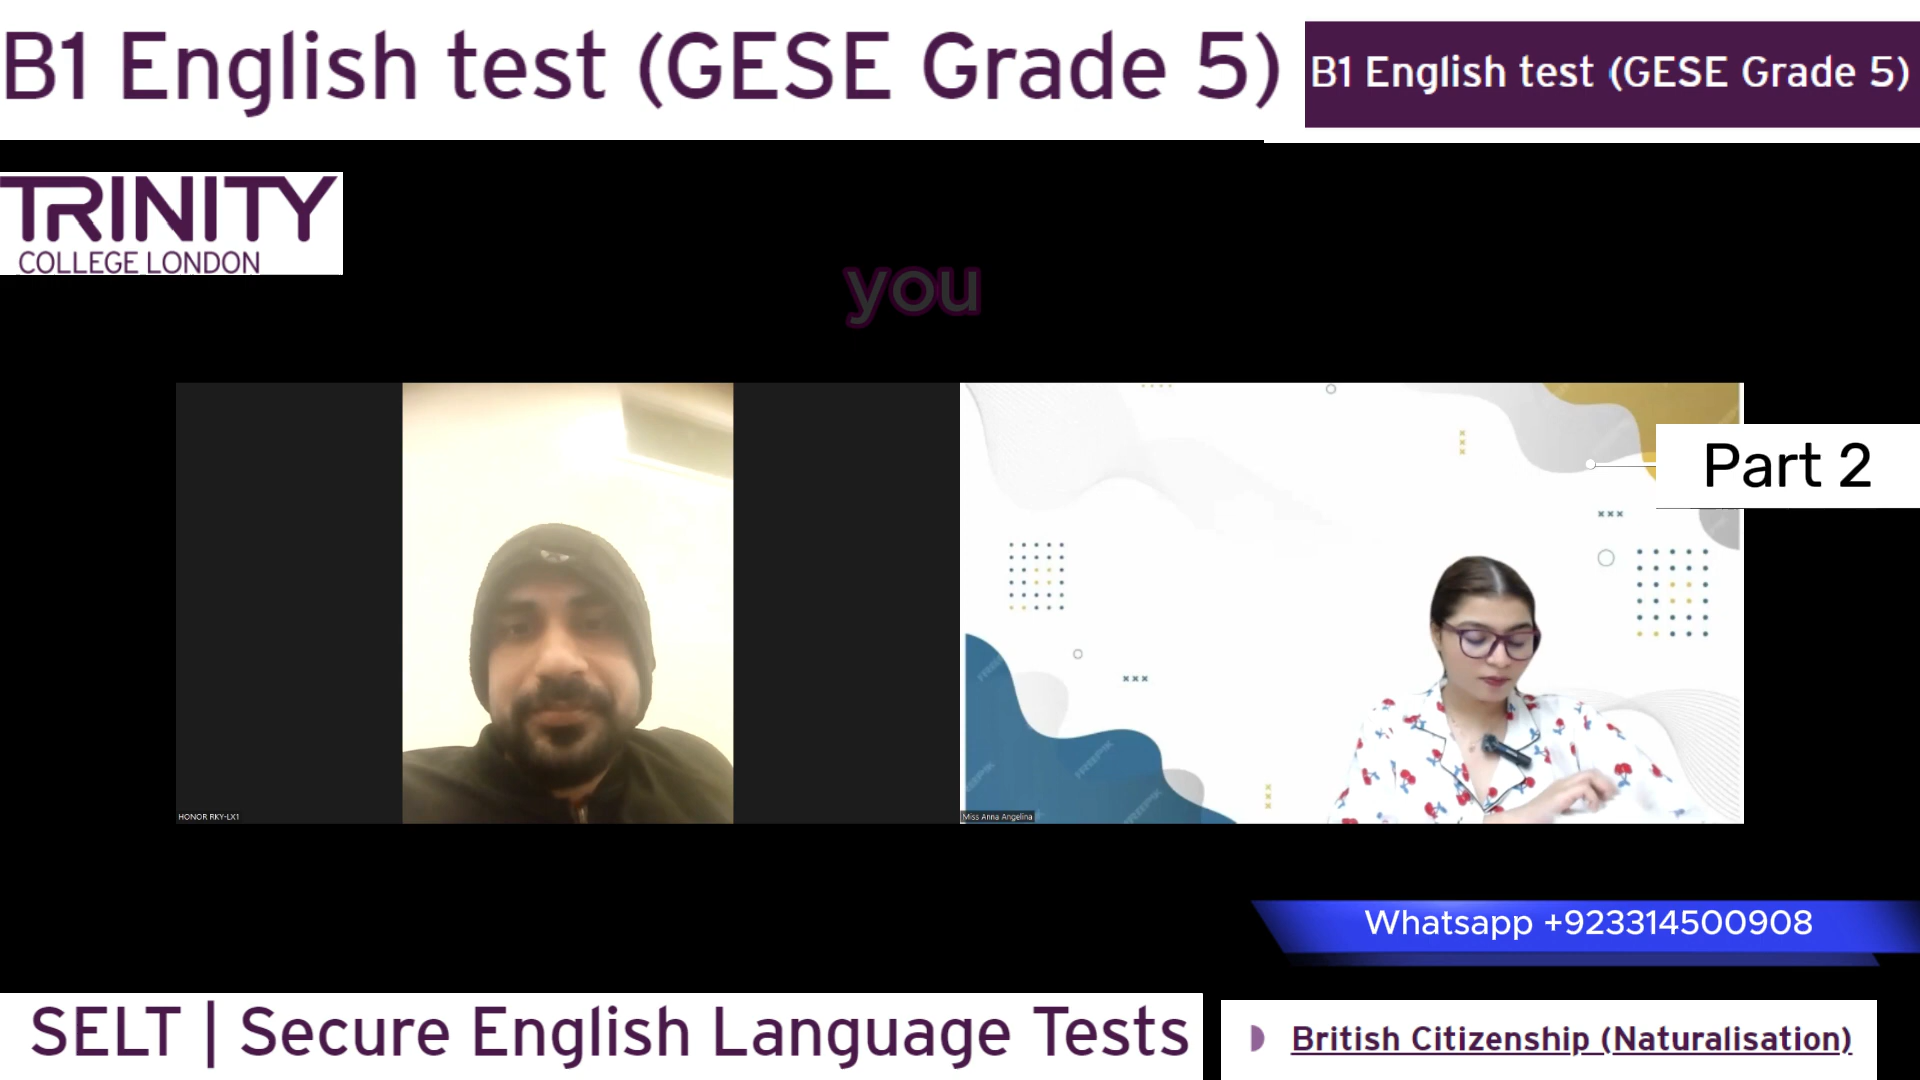 B1 English test (GESE Grade 5)
B1 English test (GESE Grade 5)
TRINITY
COLLEGE LONDON
you
Part 2
HONOR RKY-LX1
Miss Anna Angelina
Whatsapp +923314500908
SELT | Secure English Language Tests
British Citizenship (Naturalisation)